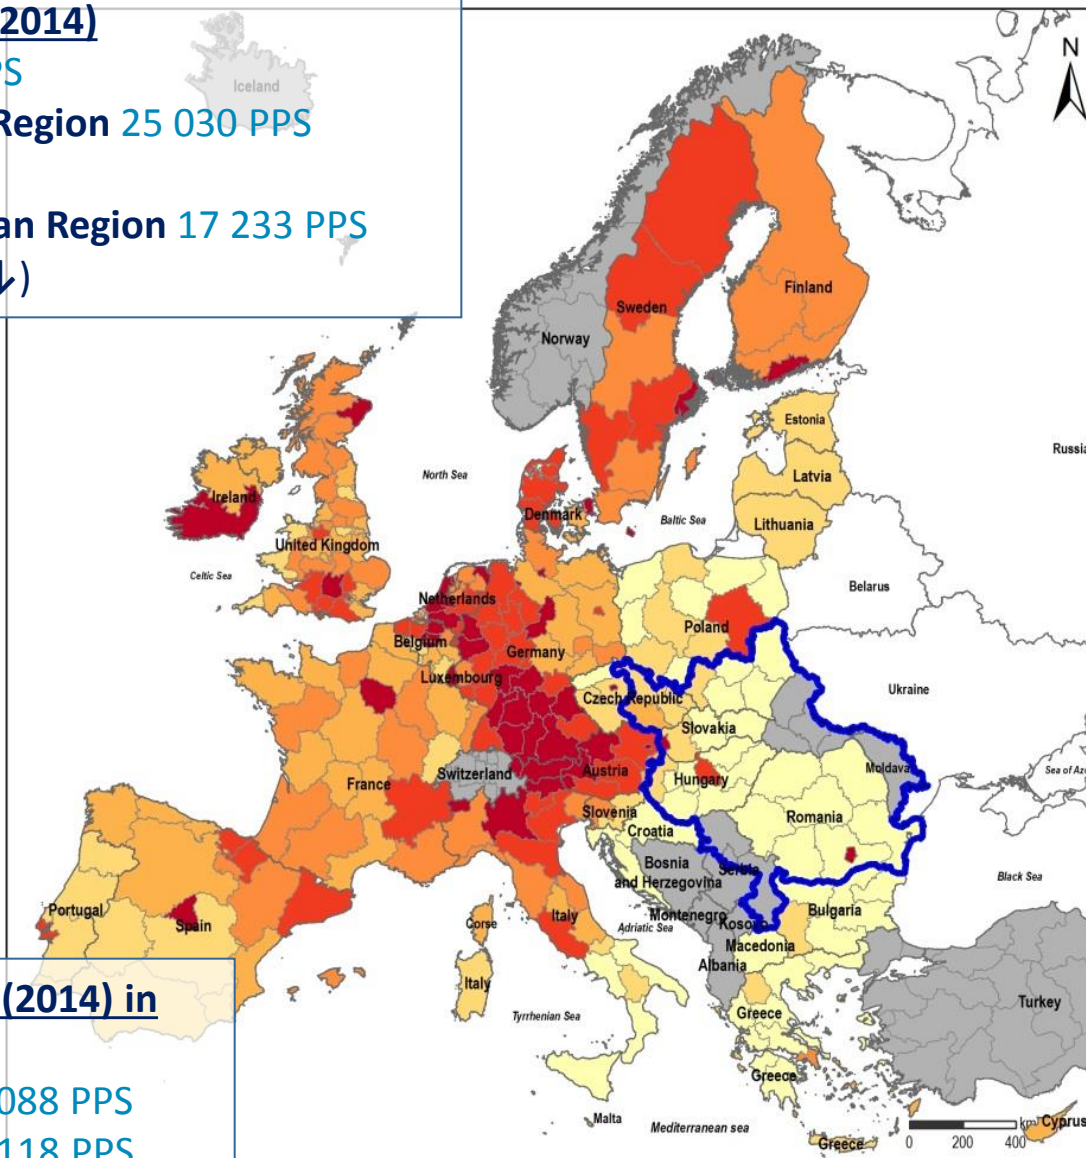 2014)
PS
Region 25 030 PPS
an Region 17 233 PPS
↓)
Iceland
N
Finland
Sweden
Norway
Estonia
Russia
Latvia
North Sea
Ireland
Denmark
Baltic Sea
Lithuania
United Kingdom
Celtic Sea
Belarus
Netherlands
Poland
Belgium
Germany
Luxembourg
Czech Republic
Ukraine
Slovakia
Switzerland
Austria
Hungary
Moldava
Sea of Az
France
Slovenia
Romania
Croatia
Bosnia
and Herzegovina
Serbia
Black Sea
Portugal
Spain
Corse
Italy
Montenegro
Kosovo
Bulgaria
Adriatic Sea
Macedonia
Albania
Italy
(2014) in
Tyrrhenian Sea
Greece
Turkey
Greece
088 PPS
Malta
Mediterranean sea
km
Cyprus
118 PPS
Greece
0 200 400